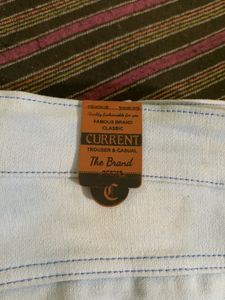 Quality fashionable for you
FAMOUS BRAND
CLASSIC
CURRENT
TROUSER & CASUAL
The Brand
C